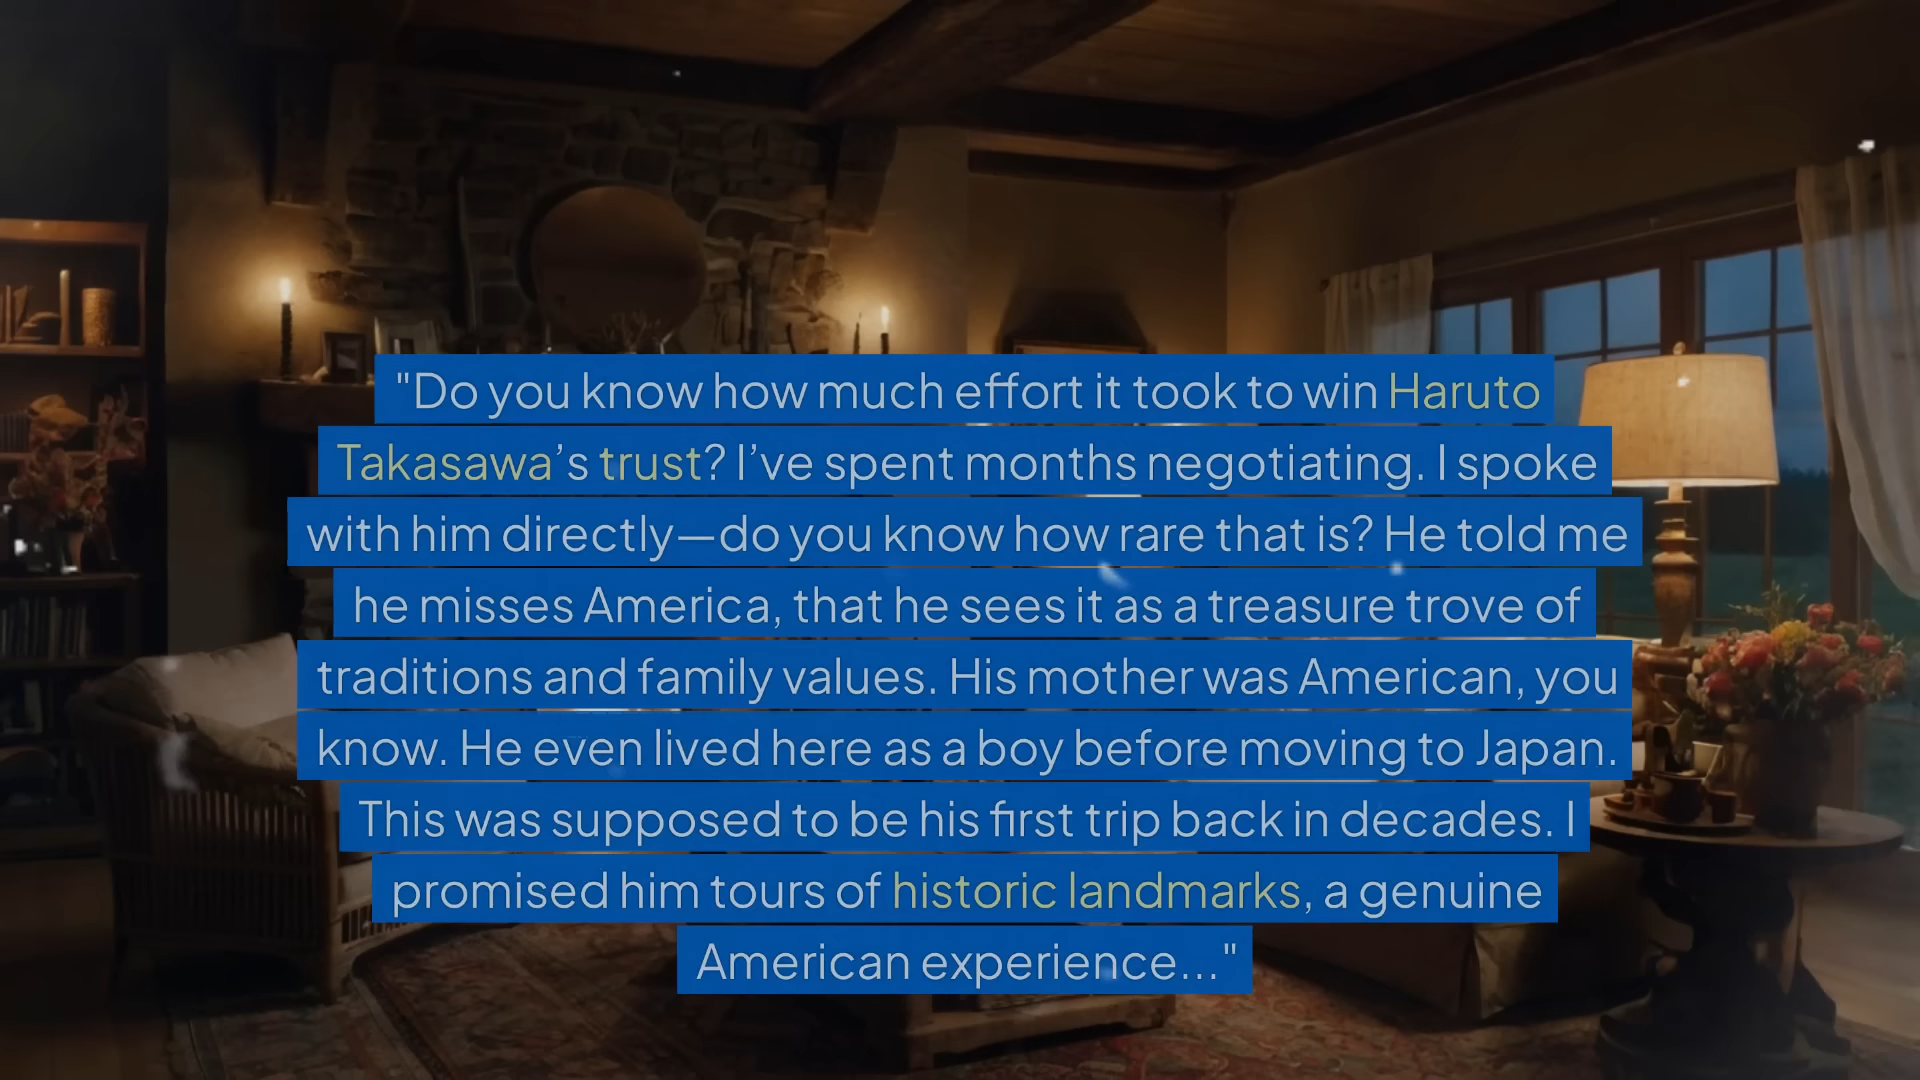 "Do you know how much effort it took to win Haruto
Takasawa’s trust? I’ve spent months negotiating. I spoke
with him directly—do you know how rare that is? He told me
he misses America, that he sees it as a treasure trove of
traditions and family values. His mother was American, you
know. He even lived here as a boy before moving to Japan.
This was supposed to be his first trip back in decades. I
promised him tours of historic landmarks, a genuine
American experience..."